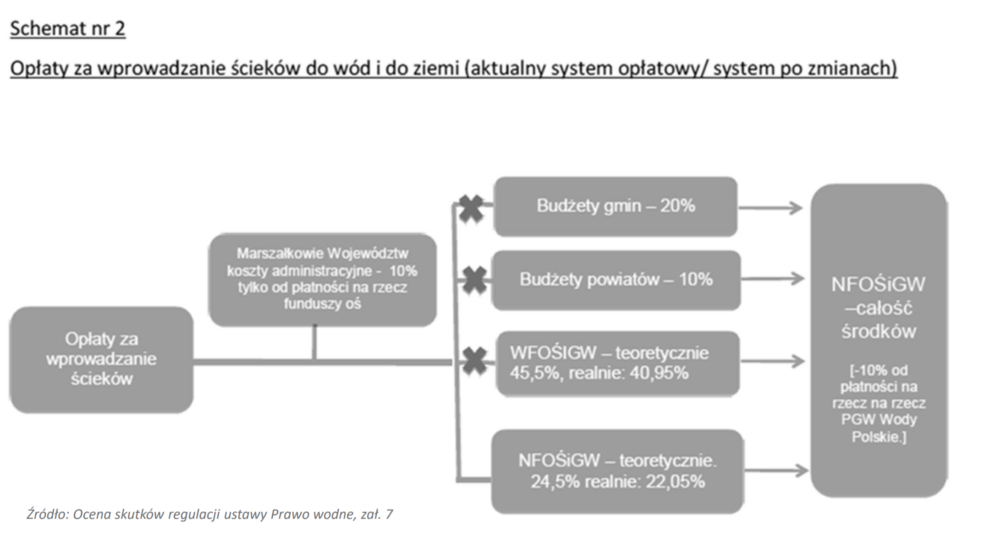 Schemat nr 2
Opłaty za wprowadzanie ścieków do wód i do ziemi (aktualny system opłatowy/ system po zmianach)
Opłaty za
wprowadzanie
ścieków
Marszałkowie Województw
koszty administracyjne - 10%
tylko od płatności na rzecz
funduszy oś
Budżety gmin – 20%
Budżety powiatów – 10%
WFOŚIGW – teoretycznie
45,5%, realnie: 40,95%
NFOŚiGW – teoretycznie.
24,5% realnie: 22,05%
NFOŚiGW
–całość
środków
[-10% od
płatności na
rzecz na rzecz
PGW Wody
Polskie.]
Źródło: Ocena skutków regulacji ustawy Prawo wodne, zał. 7